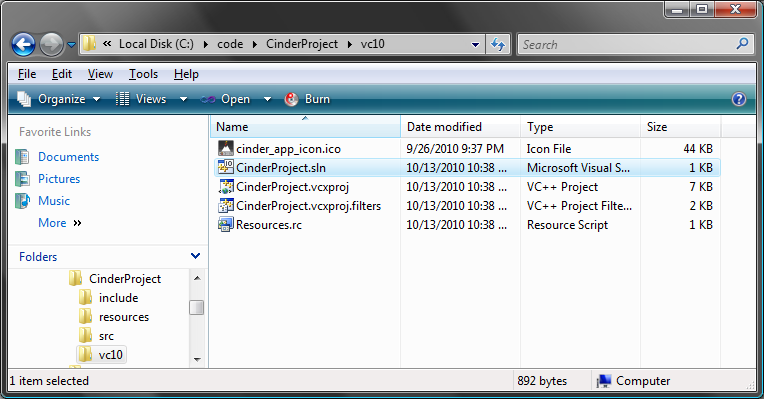 « Local Disk (C:) ▸ code ▸ CinderProject ▸ vc10
Search
File Edit View Tools Help
Organize Views Open Burn
Favorite Links
Documents
Pictures
Music
More »
Folders
CinderProject
include
resources
src
vc10
Name Date modified Type Size
cinder_app_icon.ico 9/26/2010 9:37 PM Icon File 44 KB
CinderProject.sln 10/13/2010 10:38 ... Microsoft Visual S... 1 KB
CinderProject.vcxproj 10/13/2010 10:38 ... VC++ Project 7 KB
CinderProject.vcxproj.filters 10/13/2010 10:38 ... VC++ Project Filte... 2 KB
Resources.rc 10/13/2010 10:38 ... Resource Script 1 KB
1 item selected 892 bytes Computer